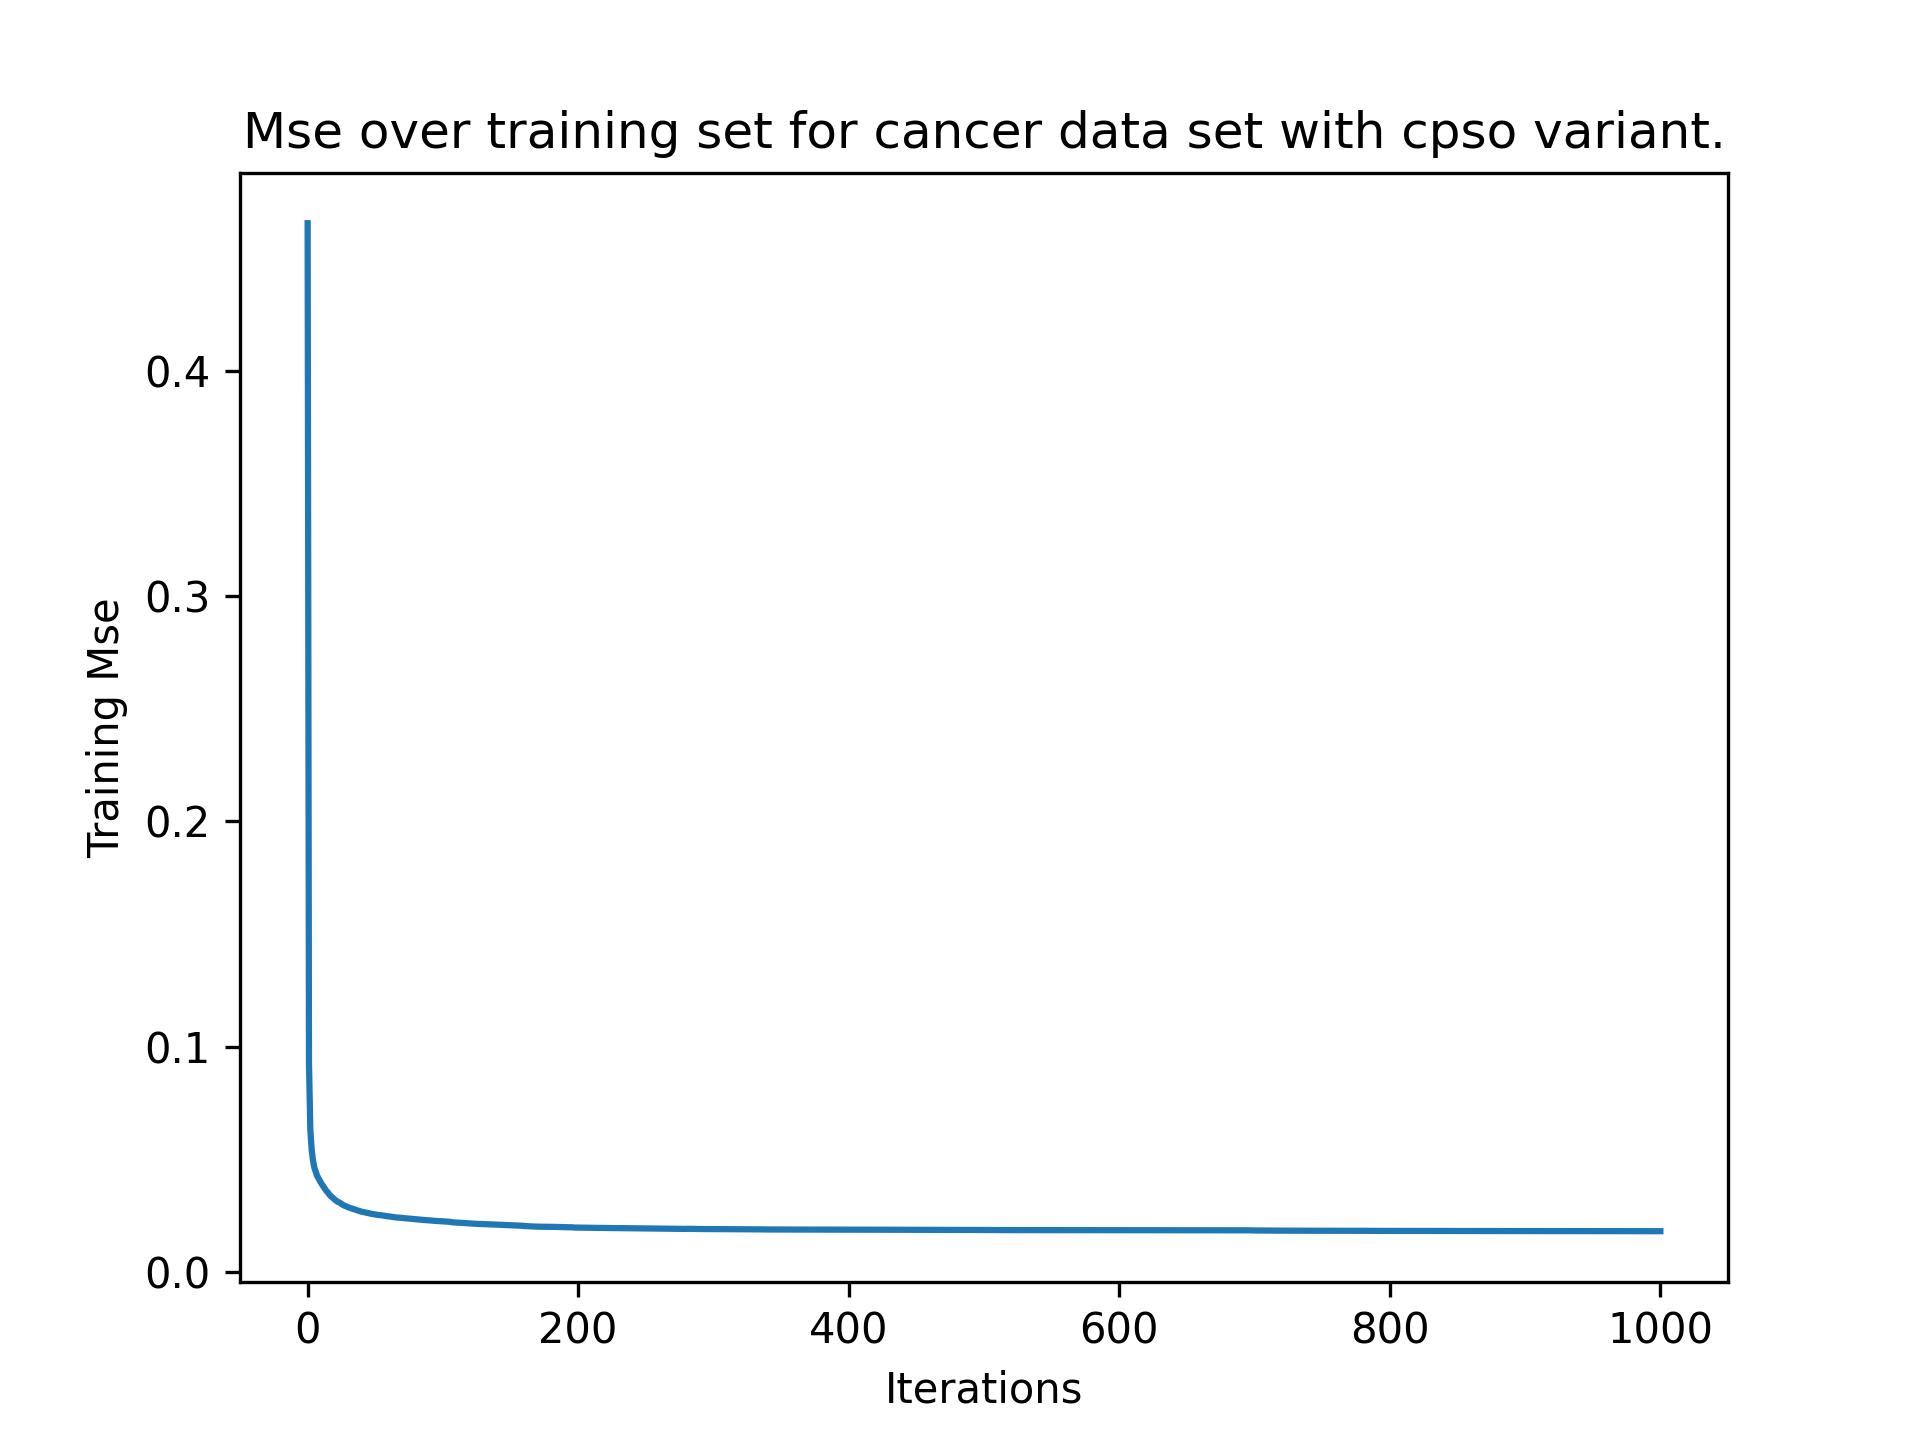 Mse over training set for cancer data set with cpso variant.
Training Mse
0.4
0.3
0.2
0.1
0.0
0 200 400 600 800 1000
Iterations